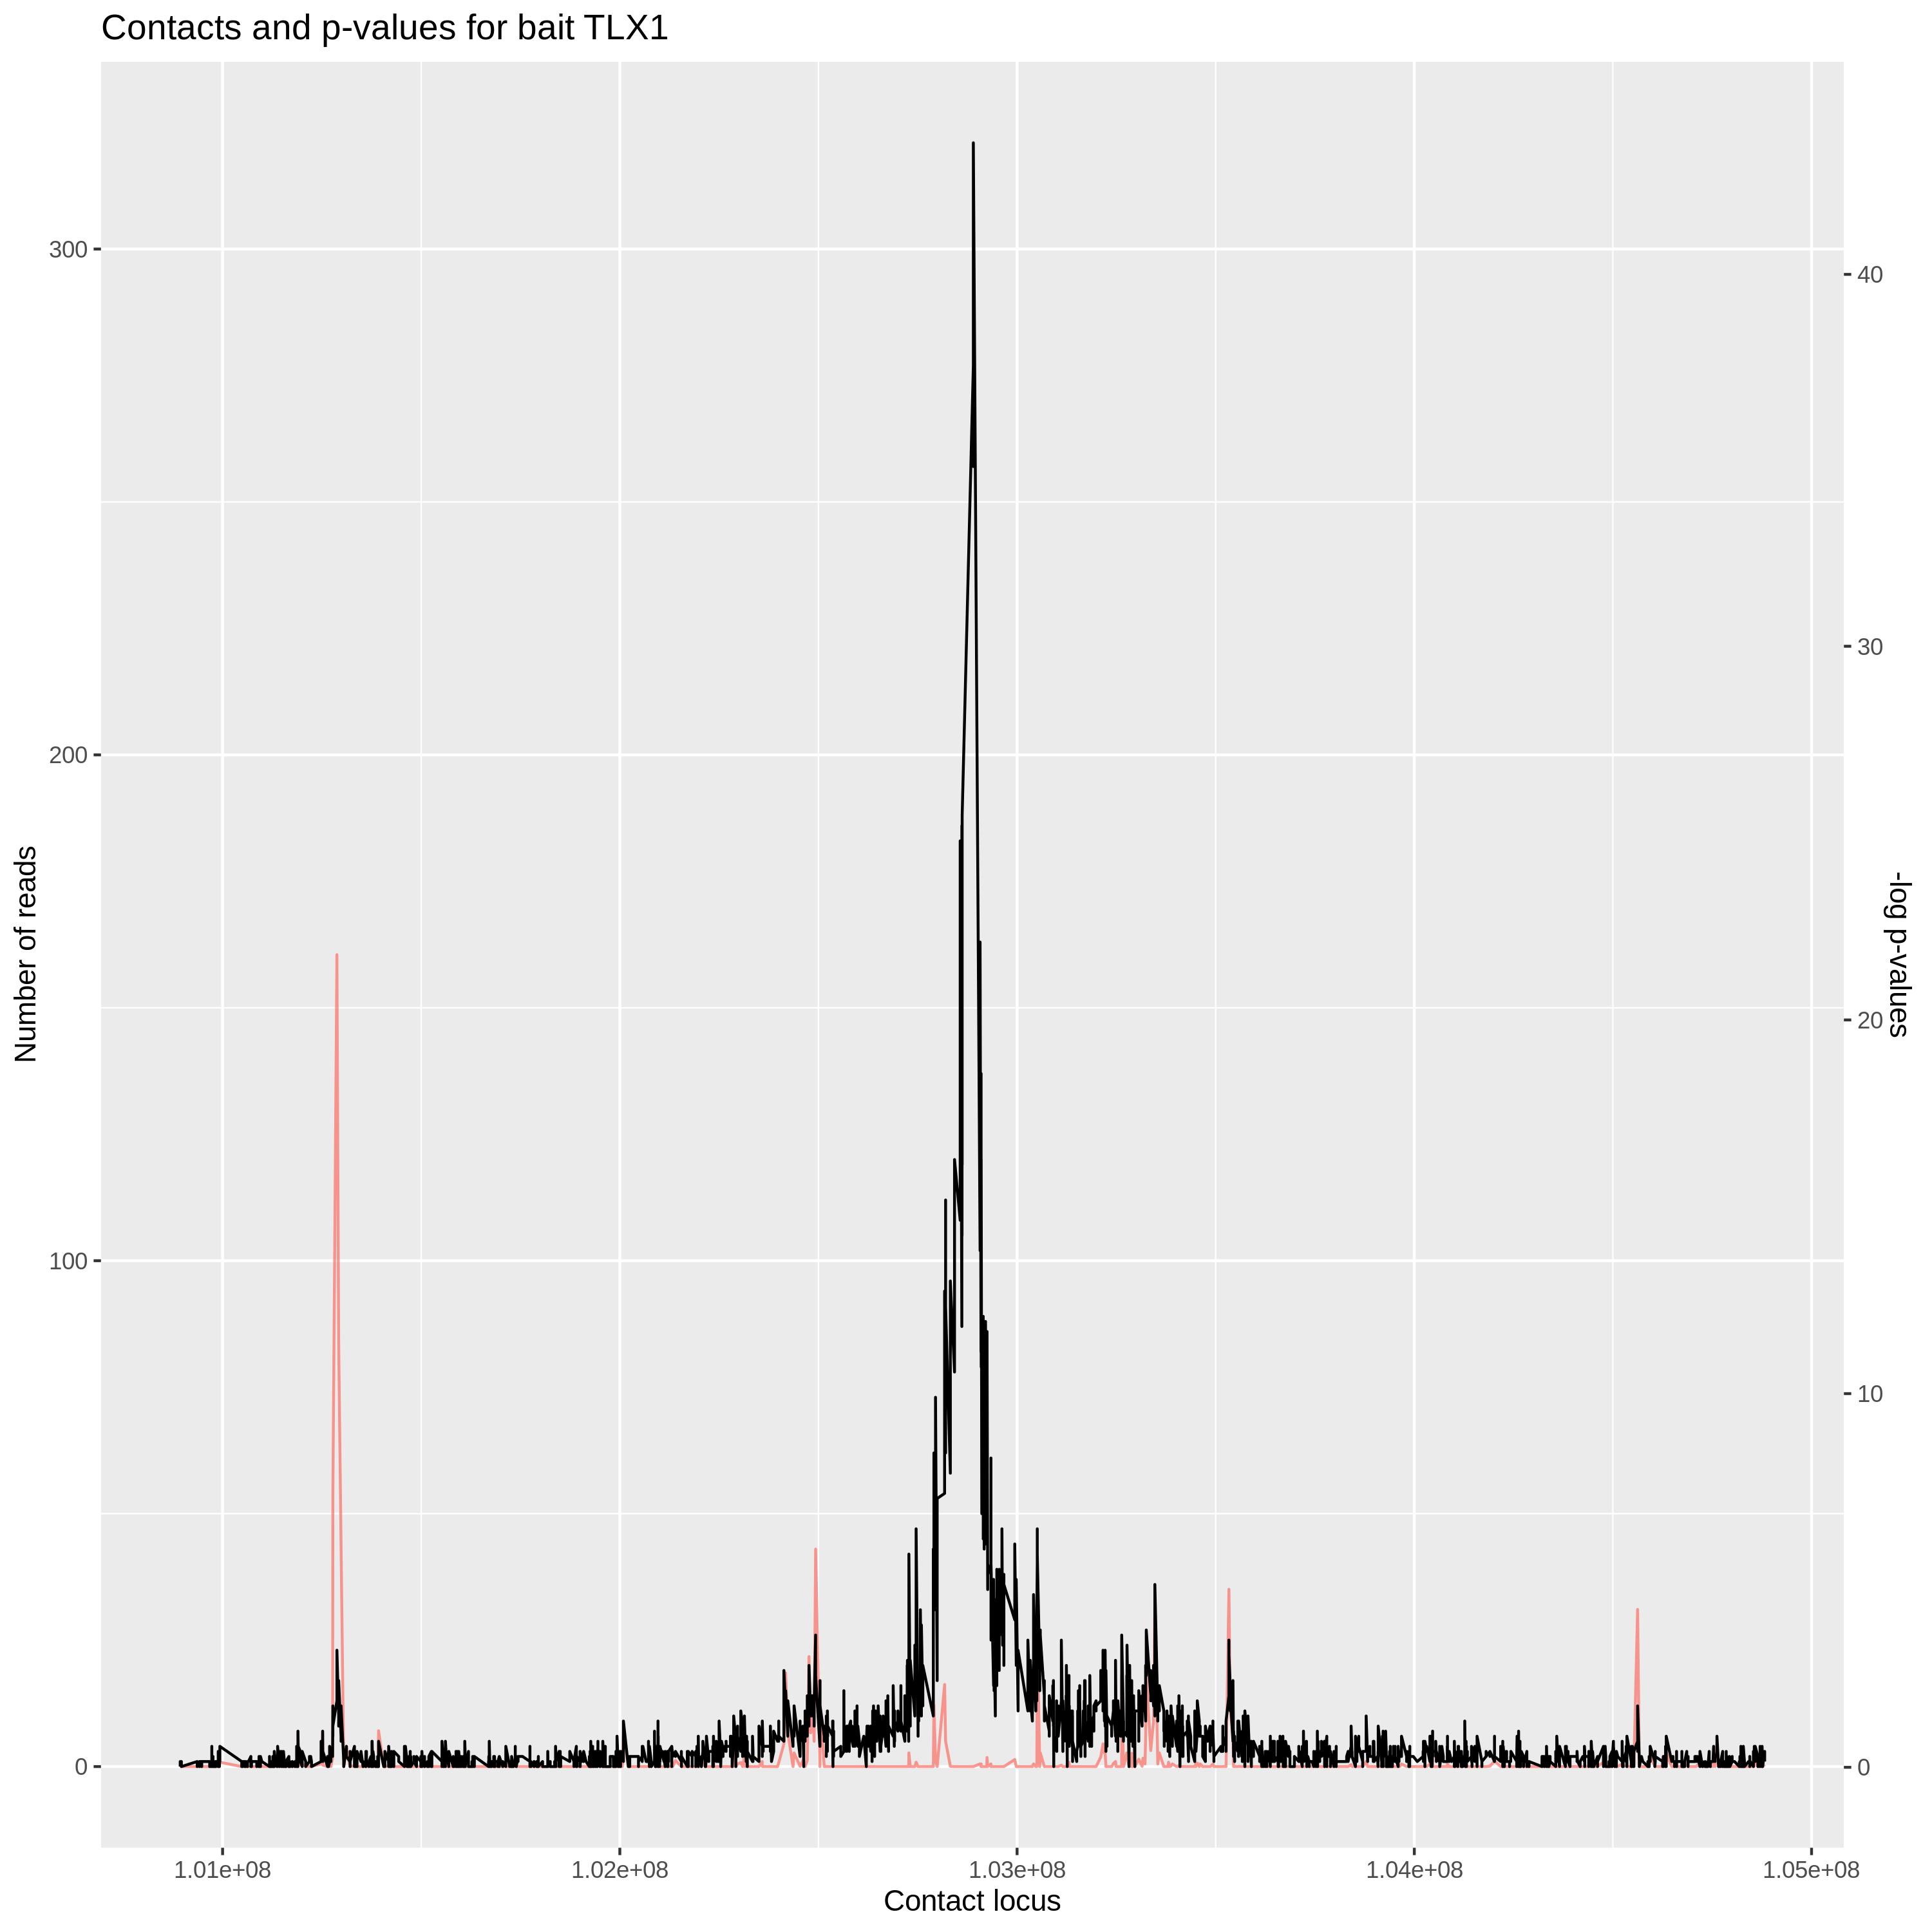 Contacts and p-values for bait TLX1
300
200
100
0
40
30
20
10
0
Number of reads
-log p-values
1.01e+08 1.02e+08 1.03e+08 1.04e+08 1.05e+08
Contact locus